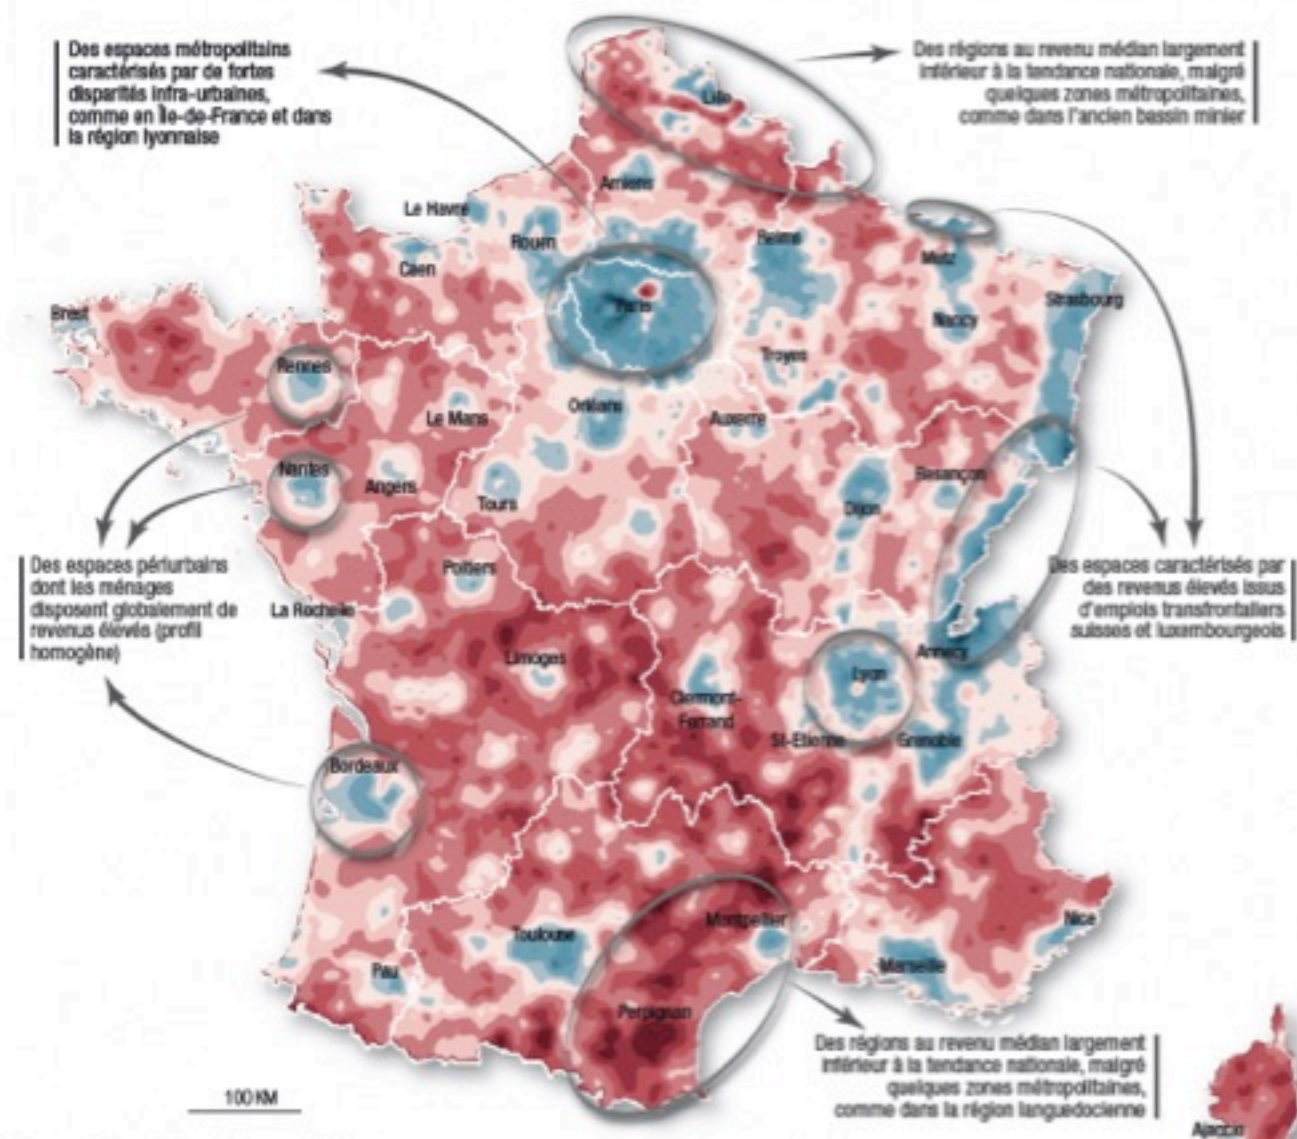 Des espaces métropolitains
caractérisés par de fortes
disparités infra-urbaines,
comme en Île-de-France et dans
la région lyonnaise
Des régions au revenu médian largement
inférieur à la tendance nationale, malgré
quelques zones métropolitaines,
comme dans l'ancien bassin minier
Lille
Amiens
Le Havre
Rouen
Reims
Caen
Metz
Strasbourg
Paris
Brest
Nancy
Troyes
Rennes
Le Mans
Orléans
Auxerre
Nantes
Angers
Tours
Besançon
Dijon
Des espaces périurbains
dont les ménages
disposent globalement de
revenus élevés (profil
homogène)
Poitiers
La Rochelle
Des espaces caractérisés par
des revenus élevés issus
d'emplois transfrontaliers
suisses et luxembourgeois
Limoges
Annecy
Lyon
Clermont-
Ferrand
St-Etienne
Grenoble
Bordeaux
Toulouse
Montpellier
Nice
Pau
Marseille
Perpignan
Des régions au revenu médian largement
inférieur à la tendance nationale, malgré
quelques zones métropolitaines,
comme dans la région languedocienne
100 KM
Ajaccio